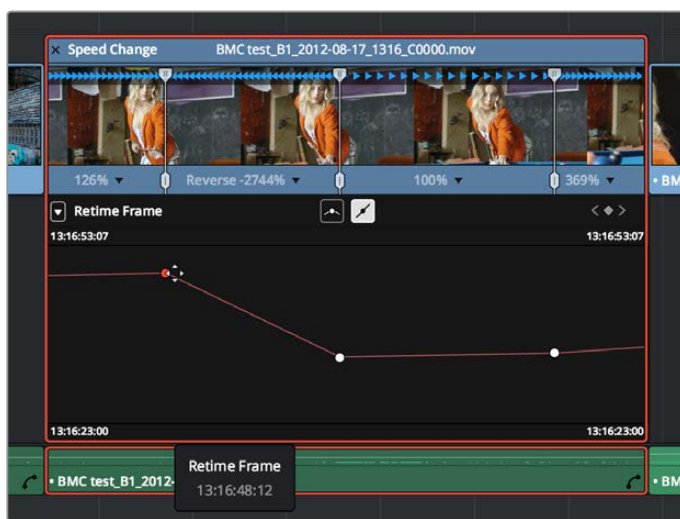 × Speed Change BMC test_B1_2012-08-17_1316_C0000.mov
126% Reverse -2744% 100% 369% • BM
Retime Frame
13:16:53:07 13:16:53:07
13:16:23:00 13:16:23:00
• BMC test_B1_2012- • BM
Retime Frame
13:16:48:12